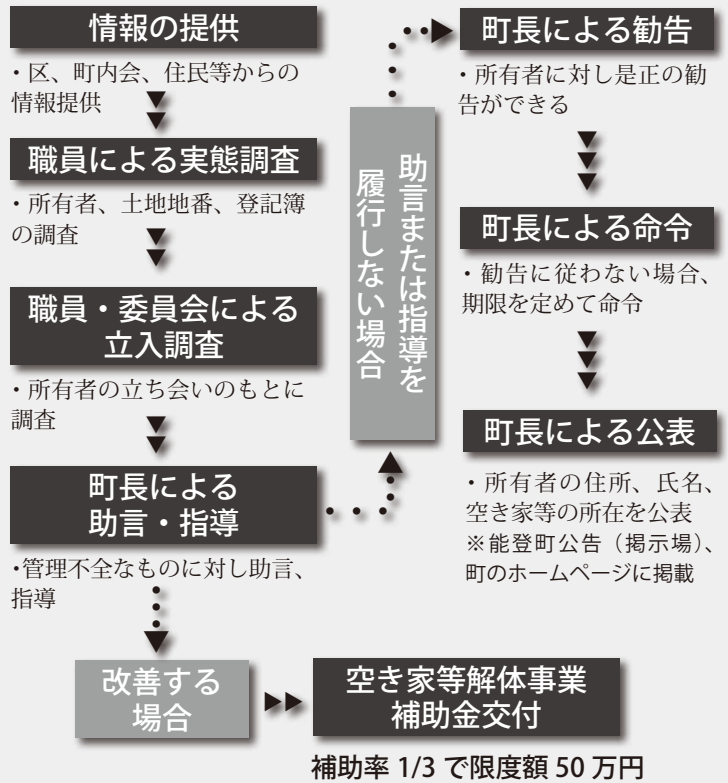 情報の提供
・区、町内会、住民等からの
情報提供
職員による実態調査
・所有者、土地地番、登記簿
の調査
職員・委員会による
立入調査
・所有者の立ち会いのもとに
調査
町長による
助言・指導
・管理不全なものに対し助言、
指導
改善する
場合
空き家等解体事業
補助金交付
補助率 1/3 で限度額 50 万円
助言または指導を
履行しない場合
町長による勧告
・所有者に対し是正の勧
告ができる
町長による命令
・勧告に従わない場合、
期限を定めて命令
町長による公表
・所有者の住所、氏名、
空き家等の所在を公表
※能登町公告（掲示場）、
町のホームページに掲載